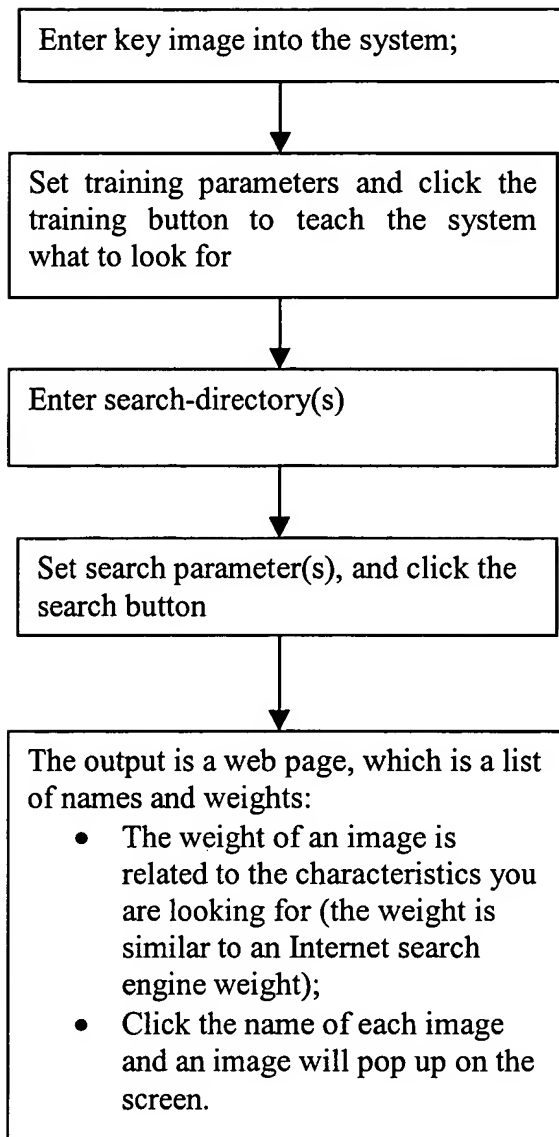 Enter key image into the system;
Set training parameters and click the
training button to teach the system
what to look for
Enter search-directory(s)
Set search parameter(s), and click the
search button
The output is a web page, which is a list
of names and weights:
• The weight of an image is
related to the characteristics you
are looking for (the weight is
similar to an Internet search
engine weight);
• Click the name of each image
and an image will pop up on the
screen.